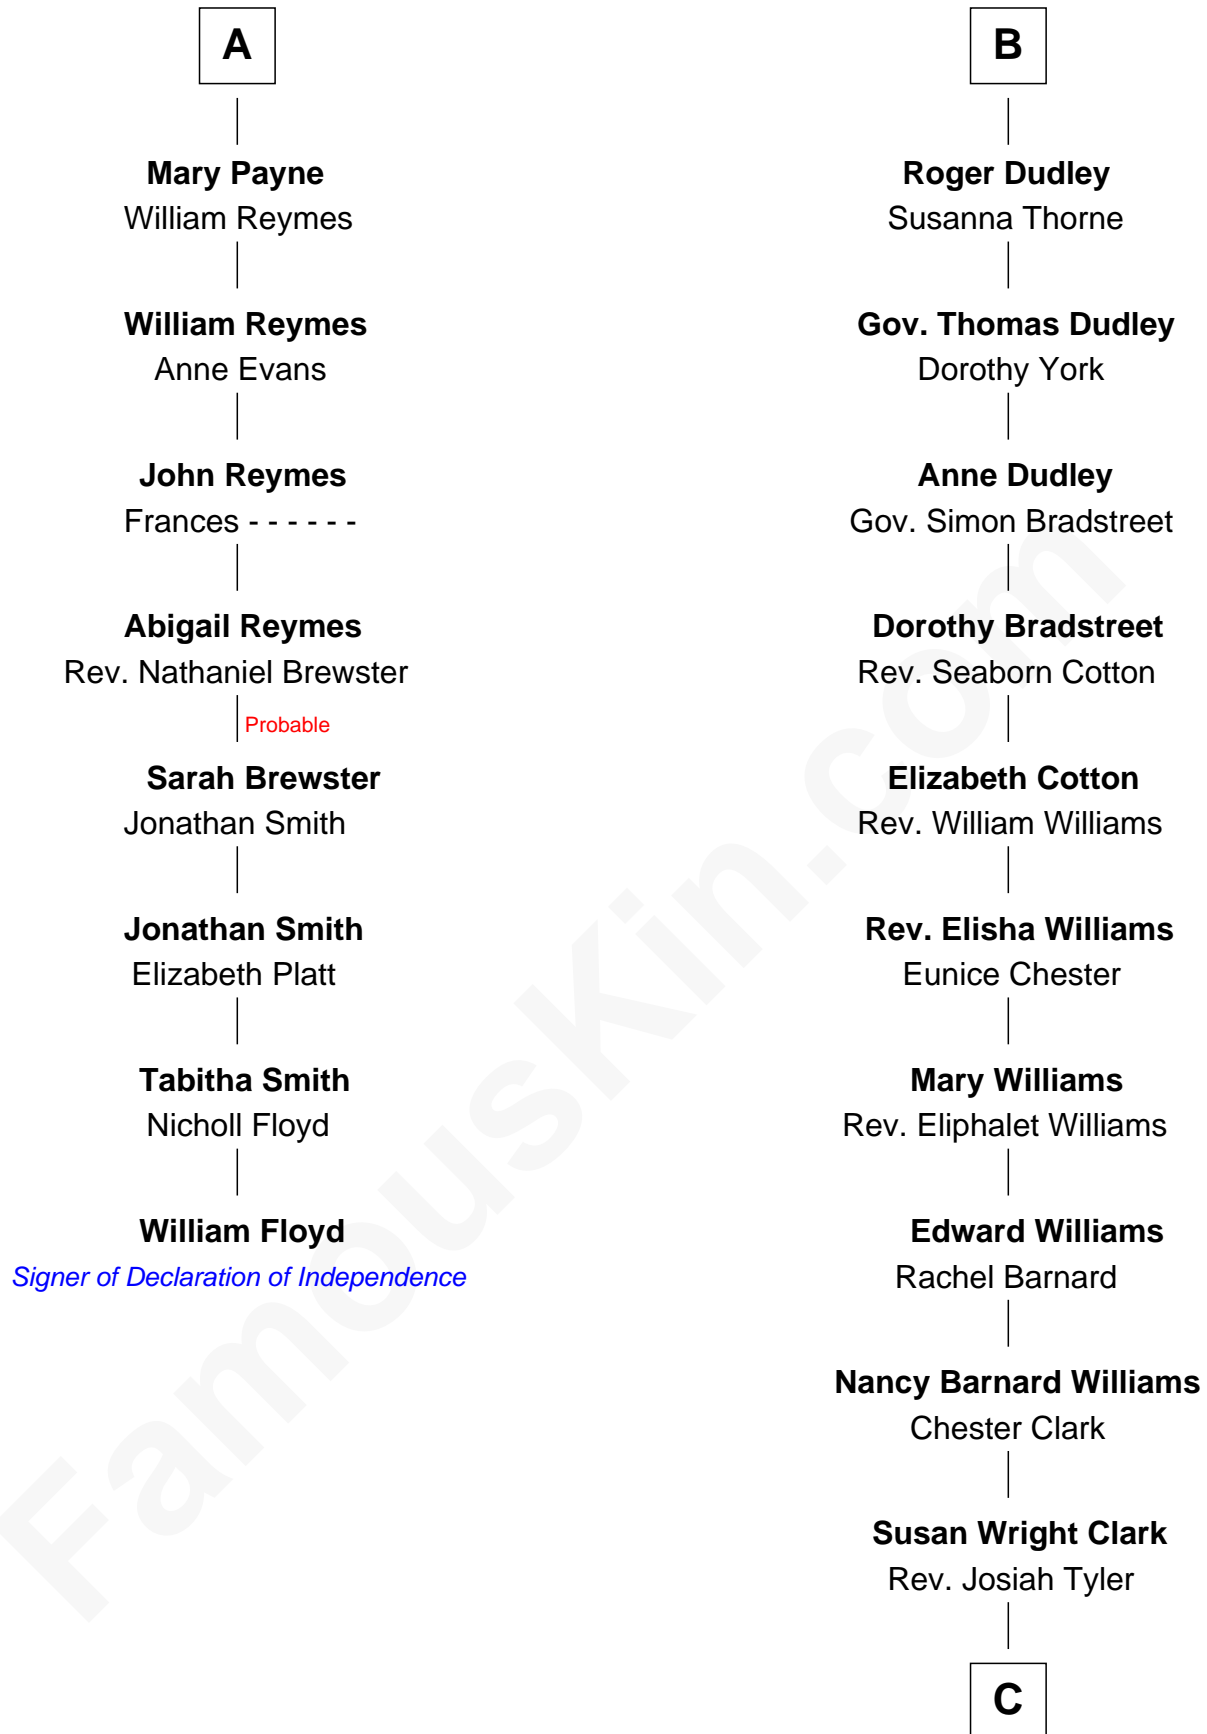 A
Mary Payne
William Reymes
William Reymes
Anne Evans
John Reymes
Frances - - - - - -
Abigail Reymes
Rev. Nathaniel Brewster
Probable
Sarah Brewster
Jonathan Smith
Jonathan Smith
Elizabeth Platt
Tabitha Smith
Nicholl Floyd
William Floyd
Signer of Declaration of Independence
B
Roger Dudley
Susanna Thorne
Gov. Thomas Dudley
Dorothy York
Anne Dudley
Gov. Simon Bradstreet
Dorothy Bradstreet
Rev. Seaborn Cotton
Elizabeth Cotton
Rev. William Williams
Rev. Elisha Williams
Eunice Chester
Mary Williams
Rev. Eliphalet Williams
Edward Williams
Rachel Barnard
Nancy Barnard Williams
Chester Clark
Susan Wright Clark
Rev. Josiah Tyler
C
FamousKin.com